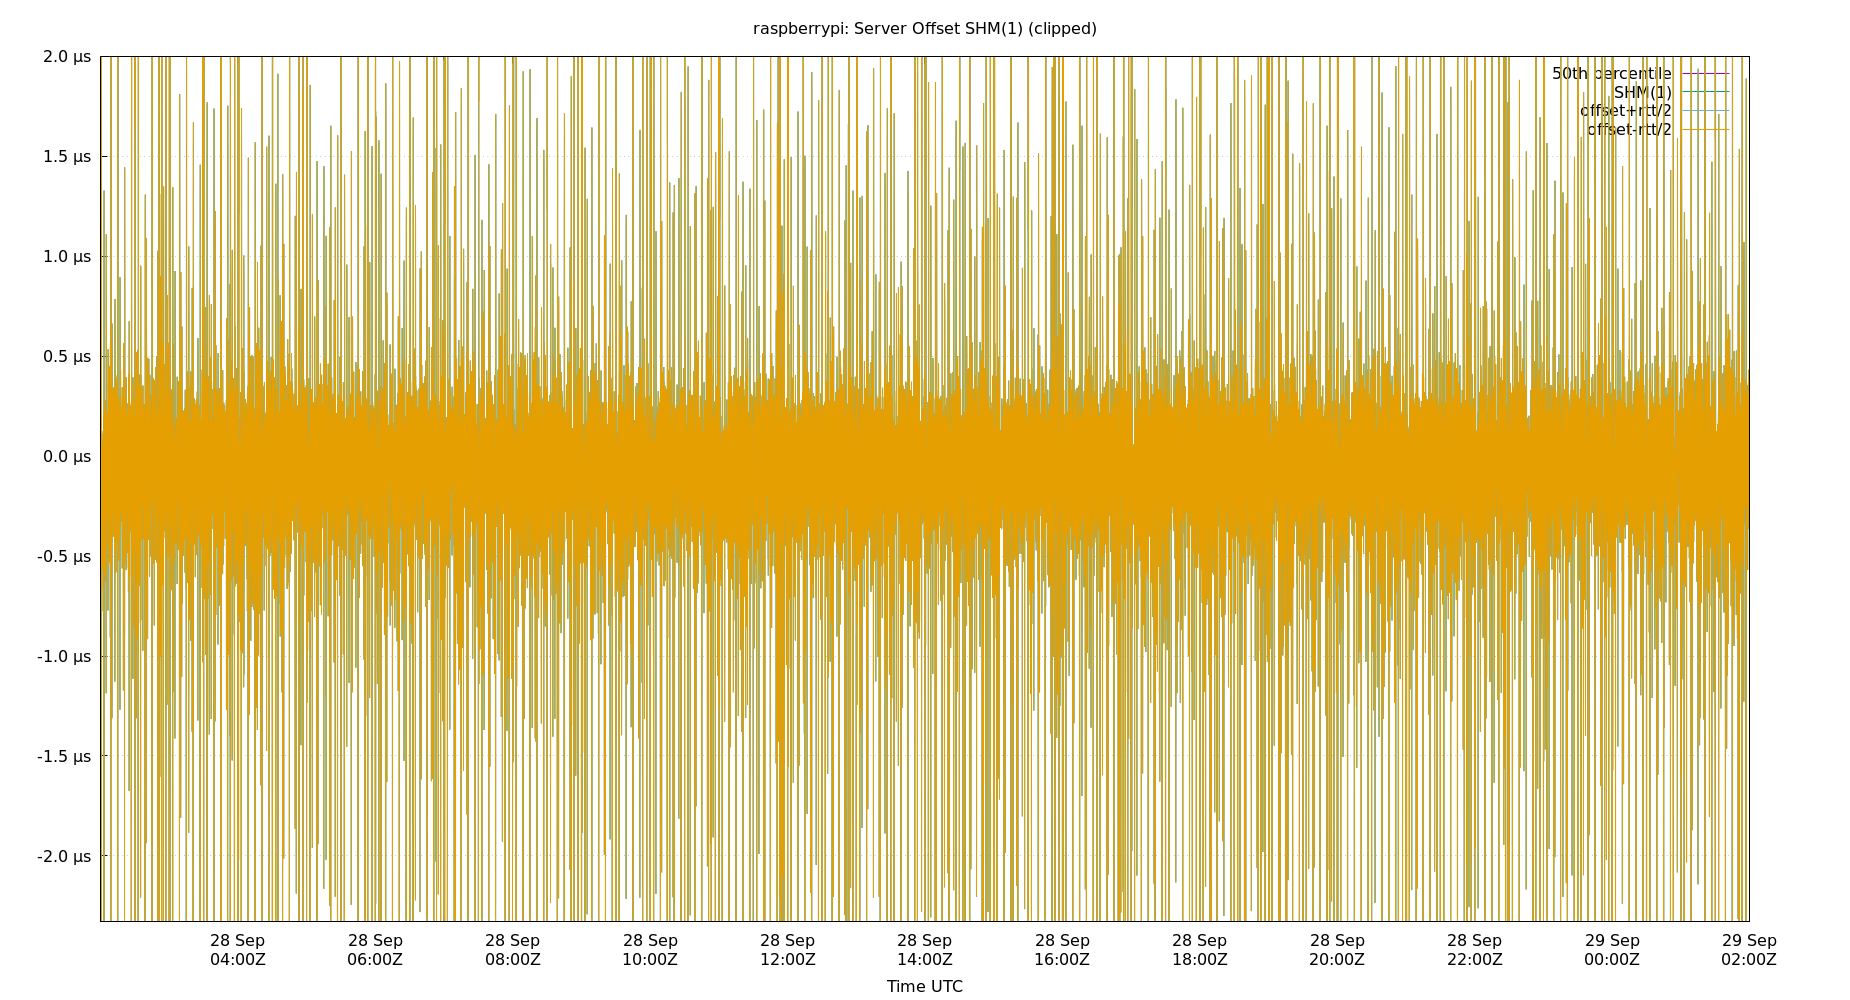 raspberrypi: Server Offset SHM(1) (clipped)
2.0 µs
50th percentile
SHM(1)
offset+rtt/2
offset-rtt/2
1.5 µs
1.0 µs
0.5 µs
0.0 µs
-0.5 µs
-1.0 µs
-1.5 µs
-2.0 µs
28 Sep 28 Sep 28 Sep 28 Sep 28 Sep 28 Sep 28 Sep 28 Sep 28 Sep 28 Sep 29 Sep 29 Sep
04:00Z 06:00Z 08:00Z 10:00Z 12:00Z 14:00Z 16:00Z 18:00Z 20:00Z 22:00Z 00:00Z 02:00Z
Time UTC